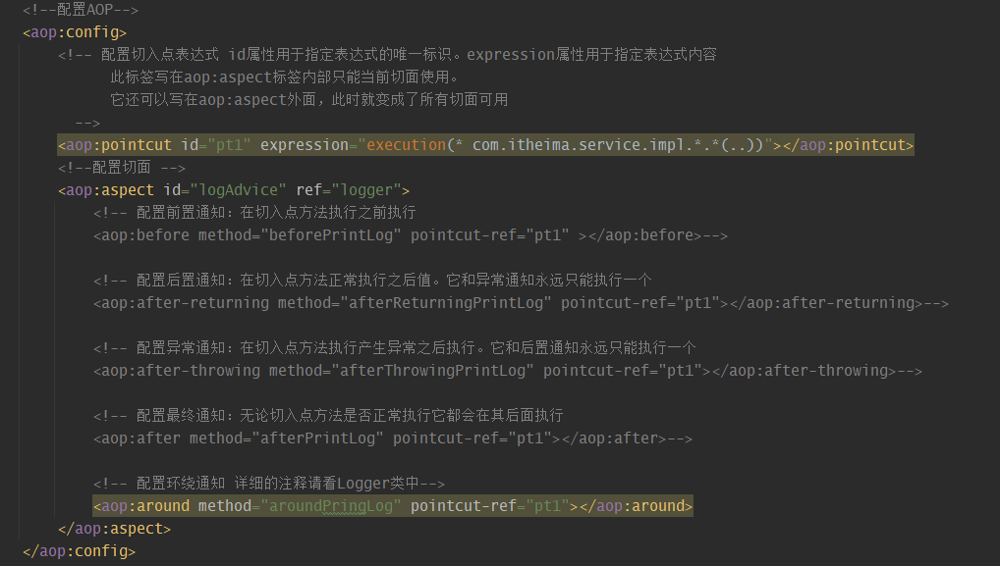 <!--配置AOP-->
<aop:config>
<!-- 配置切入点表达式 id属性用于指定表达式的唯一标识。expression属性用于指定表达式内容
此标签写在aop:aspect标签内部只能当前切面使用。
它还可以写在aop:aspect外面，此时就变成了所有切面可用
-->
<aop:pointcut id="pt1" expression="execution(* com.itheima.service.impl.*.*(..))"></aop:pointcut>
<!--配置切面 -->
<aop:aspect id="logAdvice" ref="logger">
<!-- 配置前置通知：在切入点方法执行之前执行
<aop:before method="beforePrintLog" pointcut-ref="pt1" ></aop:before>-->
<!-- 配置后置通知：在切入点方法正常执行之后值。它和异常通知永远只能执行一个
<aop:after-returning method="afterReturningPrintLog" pointcut-ref="pt1"></aop:after-returning>-->
<!-- 配置异常通知：在切入点方法执行产生异常之后执行。它和后置通知永远只能执行一个
<aop:after-throwing method="afterThrowingPrintLog" pointcut-ref="pt1"></aop:after-throwing>-->
<!-- 配置最终通知：无论切入点方法是否正常执行它都会在其后面执行
<aop:after method="afterPrintLog" pointcut-ref="pt1"></aop:after>-->
<!-- 配置环绕通知 详细的注释请看Logger类中-->
<aop:around method="aroundPringLog" pointcut-ref="pt1"></aop:around>
</aop:aspect>
</aop:config>